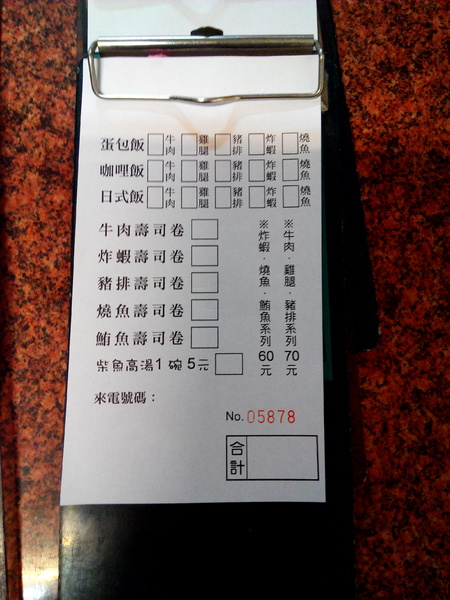 蛋包飯 牛肉 雞腿 豬排 炸蝦 燒魚
咖哩飯 牛肉 雞腿 豬排 炸蝦 燒魚
日式飯 牛肉 雞腿 豬排 炸蝦 燒魚
牛肉壽司卷
炸蝦壽司卷
豬排壽司卷
燒魚壽司卷
鮪魚壽司卷
※牛肉．雞腿．豬排系列70元
※炸蝦．燒魚．鮪魚系列60元
柴魚高湯1 碗 5元
來電號碼：
No. 05878
合計